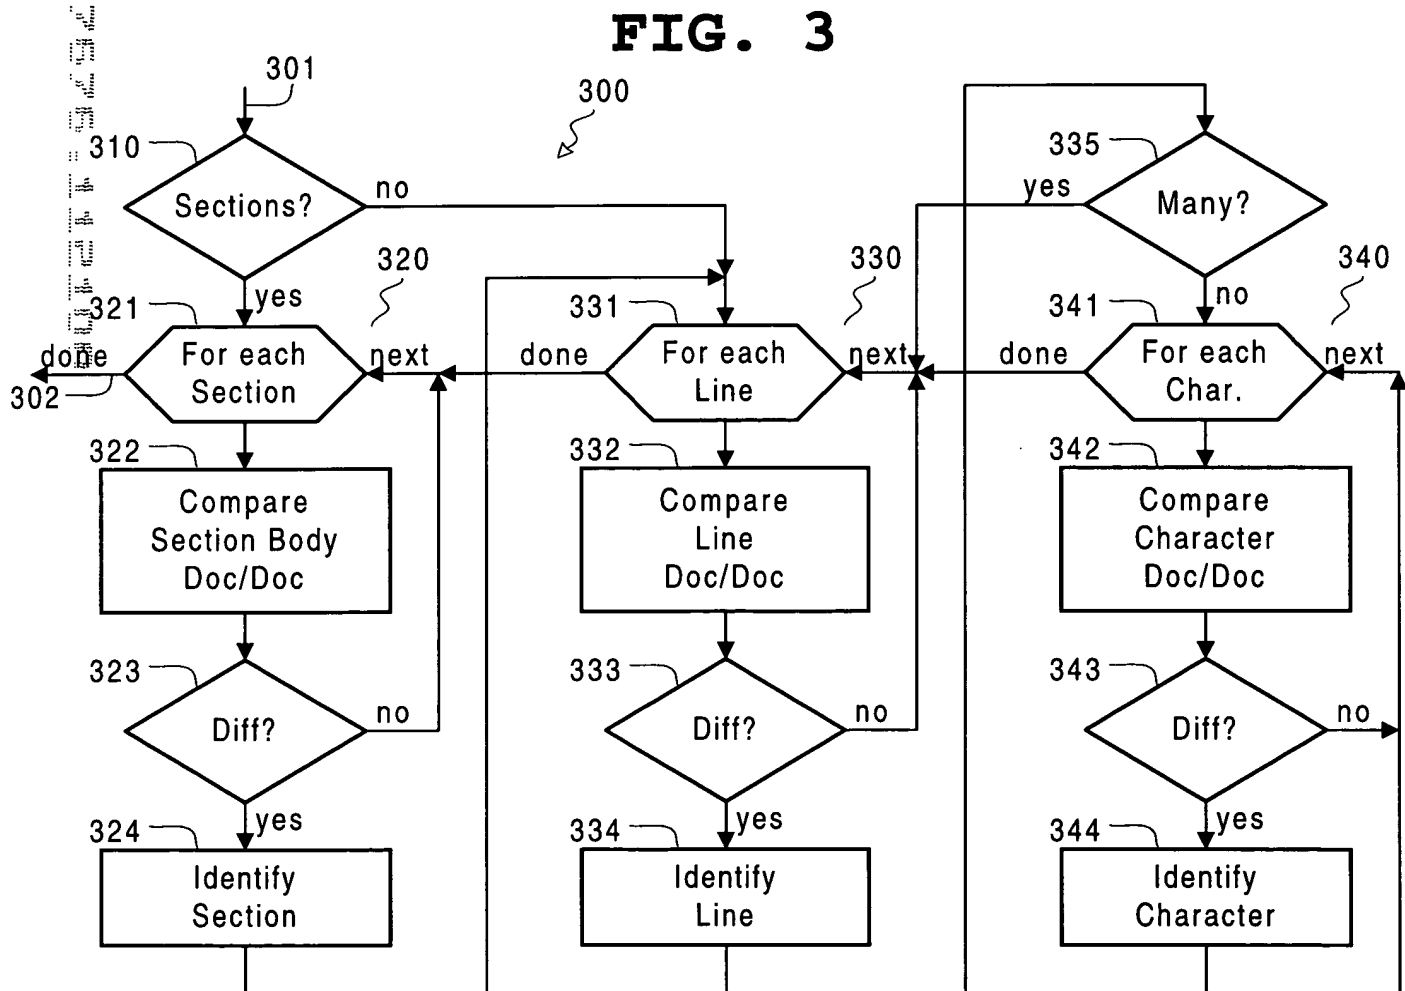 FIG. 3
301
300
310
Sections?
no
335
yes
Many?
320
yes
321
For each
Section
next
done
302
330
331
For each
Line
done
next
340
no
341
For each
Char.
done
next
322
Compare
Section Body
Doc/Doc
332
Compare
Line
Doc/Doc
342
Compare
Character
Doc/Doc
323
Diff?
no
333
Diff?
no
343
Diff?
no
yes
324
Identify
Section
yes
334
Identify
Line
yes
344
Identify
Character